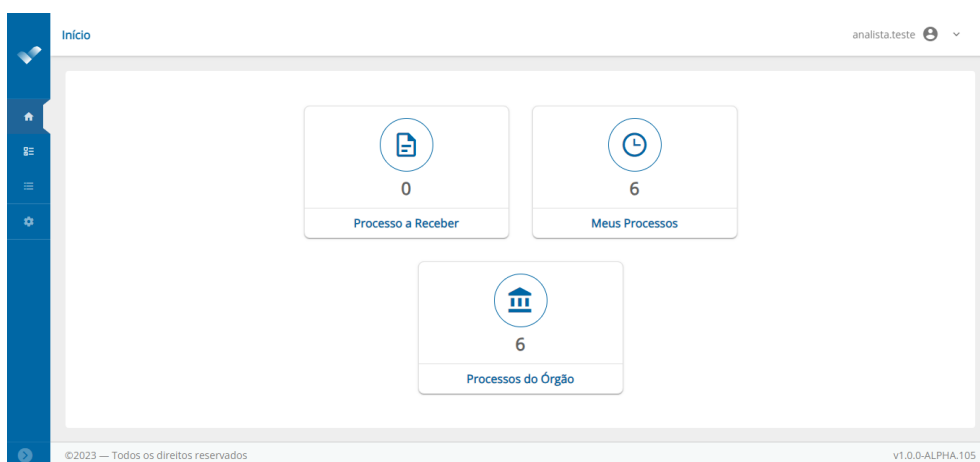 Início
analista.teste
0
Processo a Receber
6
Meus Processos
6
Processos do Órgão
©2023 — Todos os direitos reservados
v1.0.0-ALPHA.105